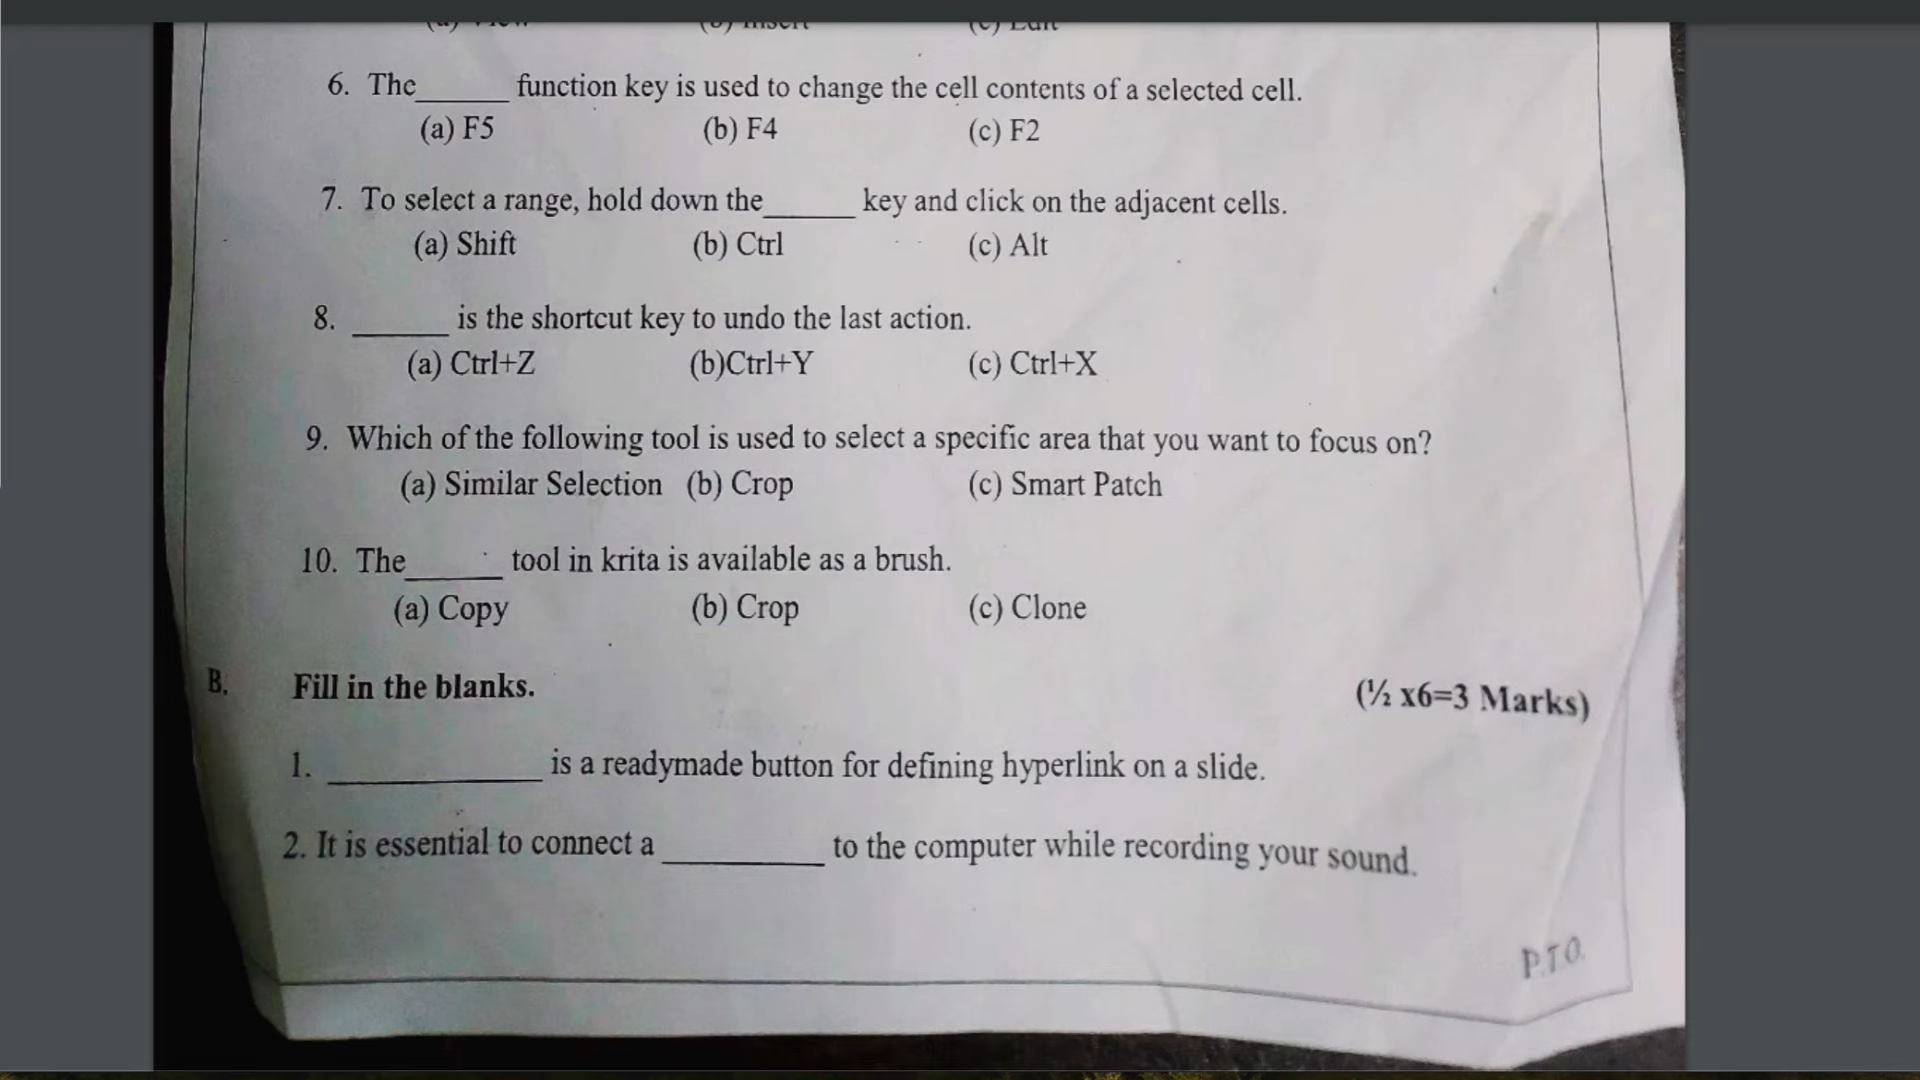 (a) View (b) Insert (c) Edit
6. The______ function key is used to change the cell contents of a selected cell.
(a) F5 (b) F4 (c) F2
7. To select a range, hold down the______ key and click on the adjacent cells.
(a) Shift (b) Ctrl (c) Alt
8. ______ is the shortcut key to undo the last action.
(a) Ctrl+Z (b)Ctrl+Y (c) Ctrl+X
9. Which of the following tool is used to select a specific area that you want to focus on?
(a) Similar Selection (b) Crop (c) Smart Patch
10. The______ tool in krita is available as a brush.
(a) Copy (b) Crop (c) Clone
B. Fill in the blanks. (½ x6=3 Marks)
1. ______________ is a readymade button for defining hyperlink on a slide.
2. It is essential to connect a ___________ to the computer while recording your sound.
P.T.O.